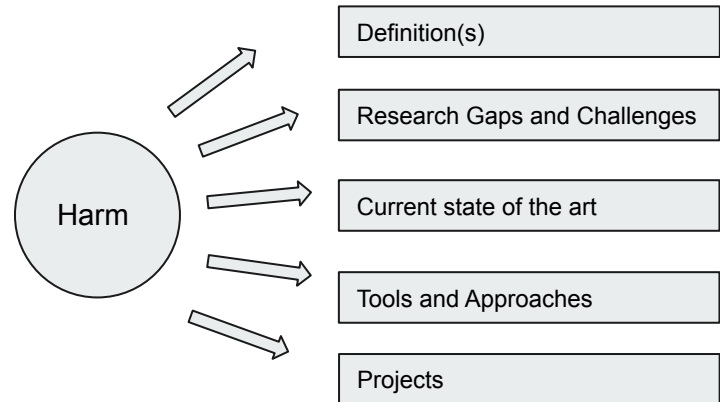 Harm
Definition(s)
Research Gaps and Challenges
Current state of the art
Tools and Approaches
Projects